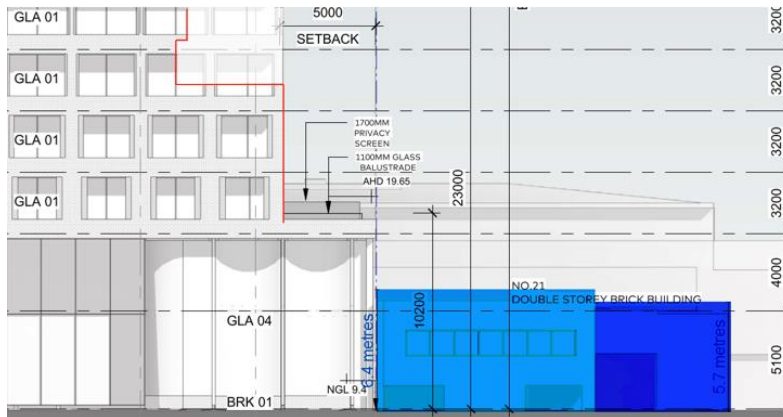 5000
SETBACK
GLA 01
GLA 01
GLA 01
GLA 01
3200
3200
3200
3200
4000
5100
1700MM
PRIVACY
SCREEN
1100MM GLASS
BALUSTRADE
AHD 19.65
23000
10200
NO.21
DOUBLE STOREY BRICK BUILDING
GLA 04
6.4 metres
5.7 metres
NGL 9.4
BRK 01